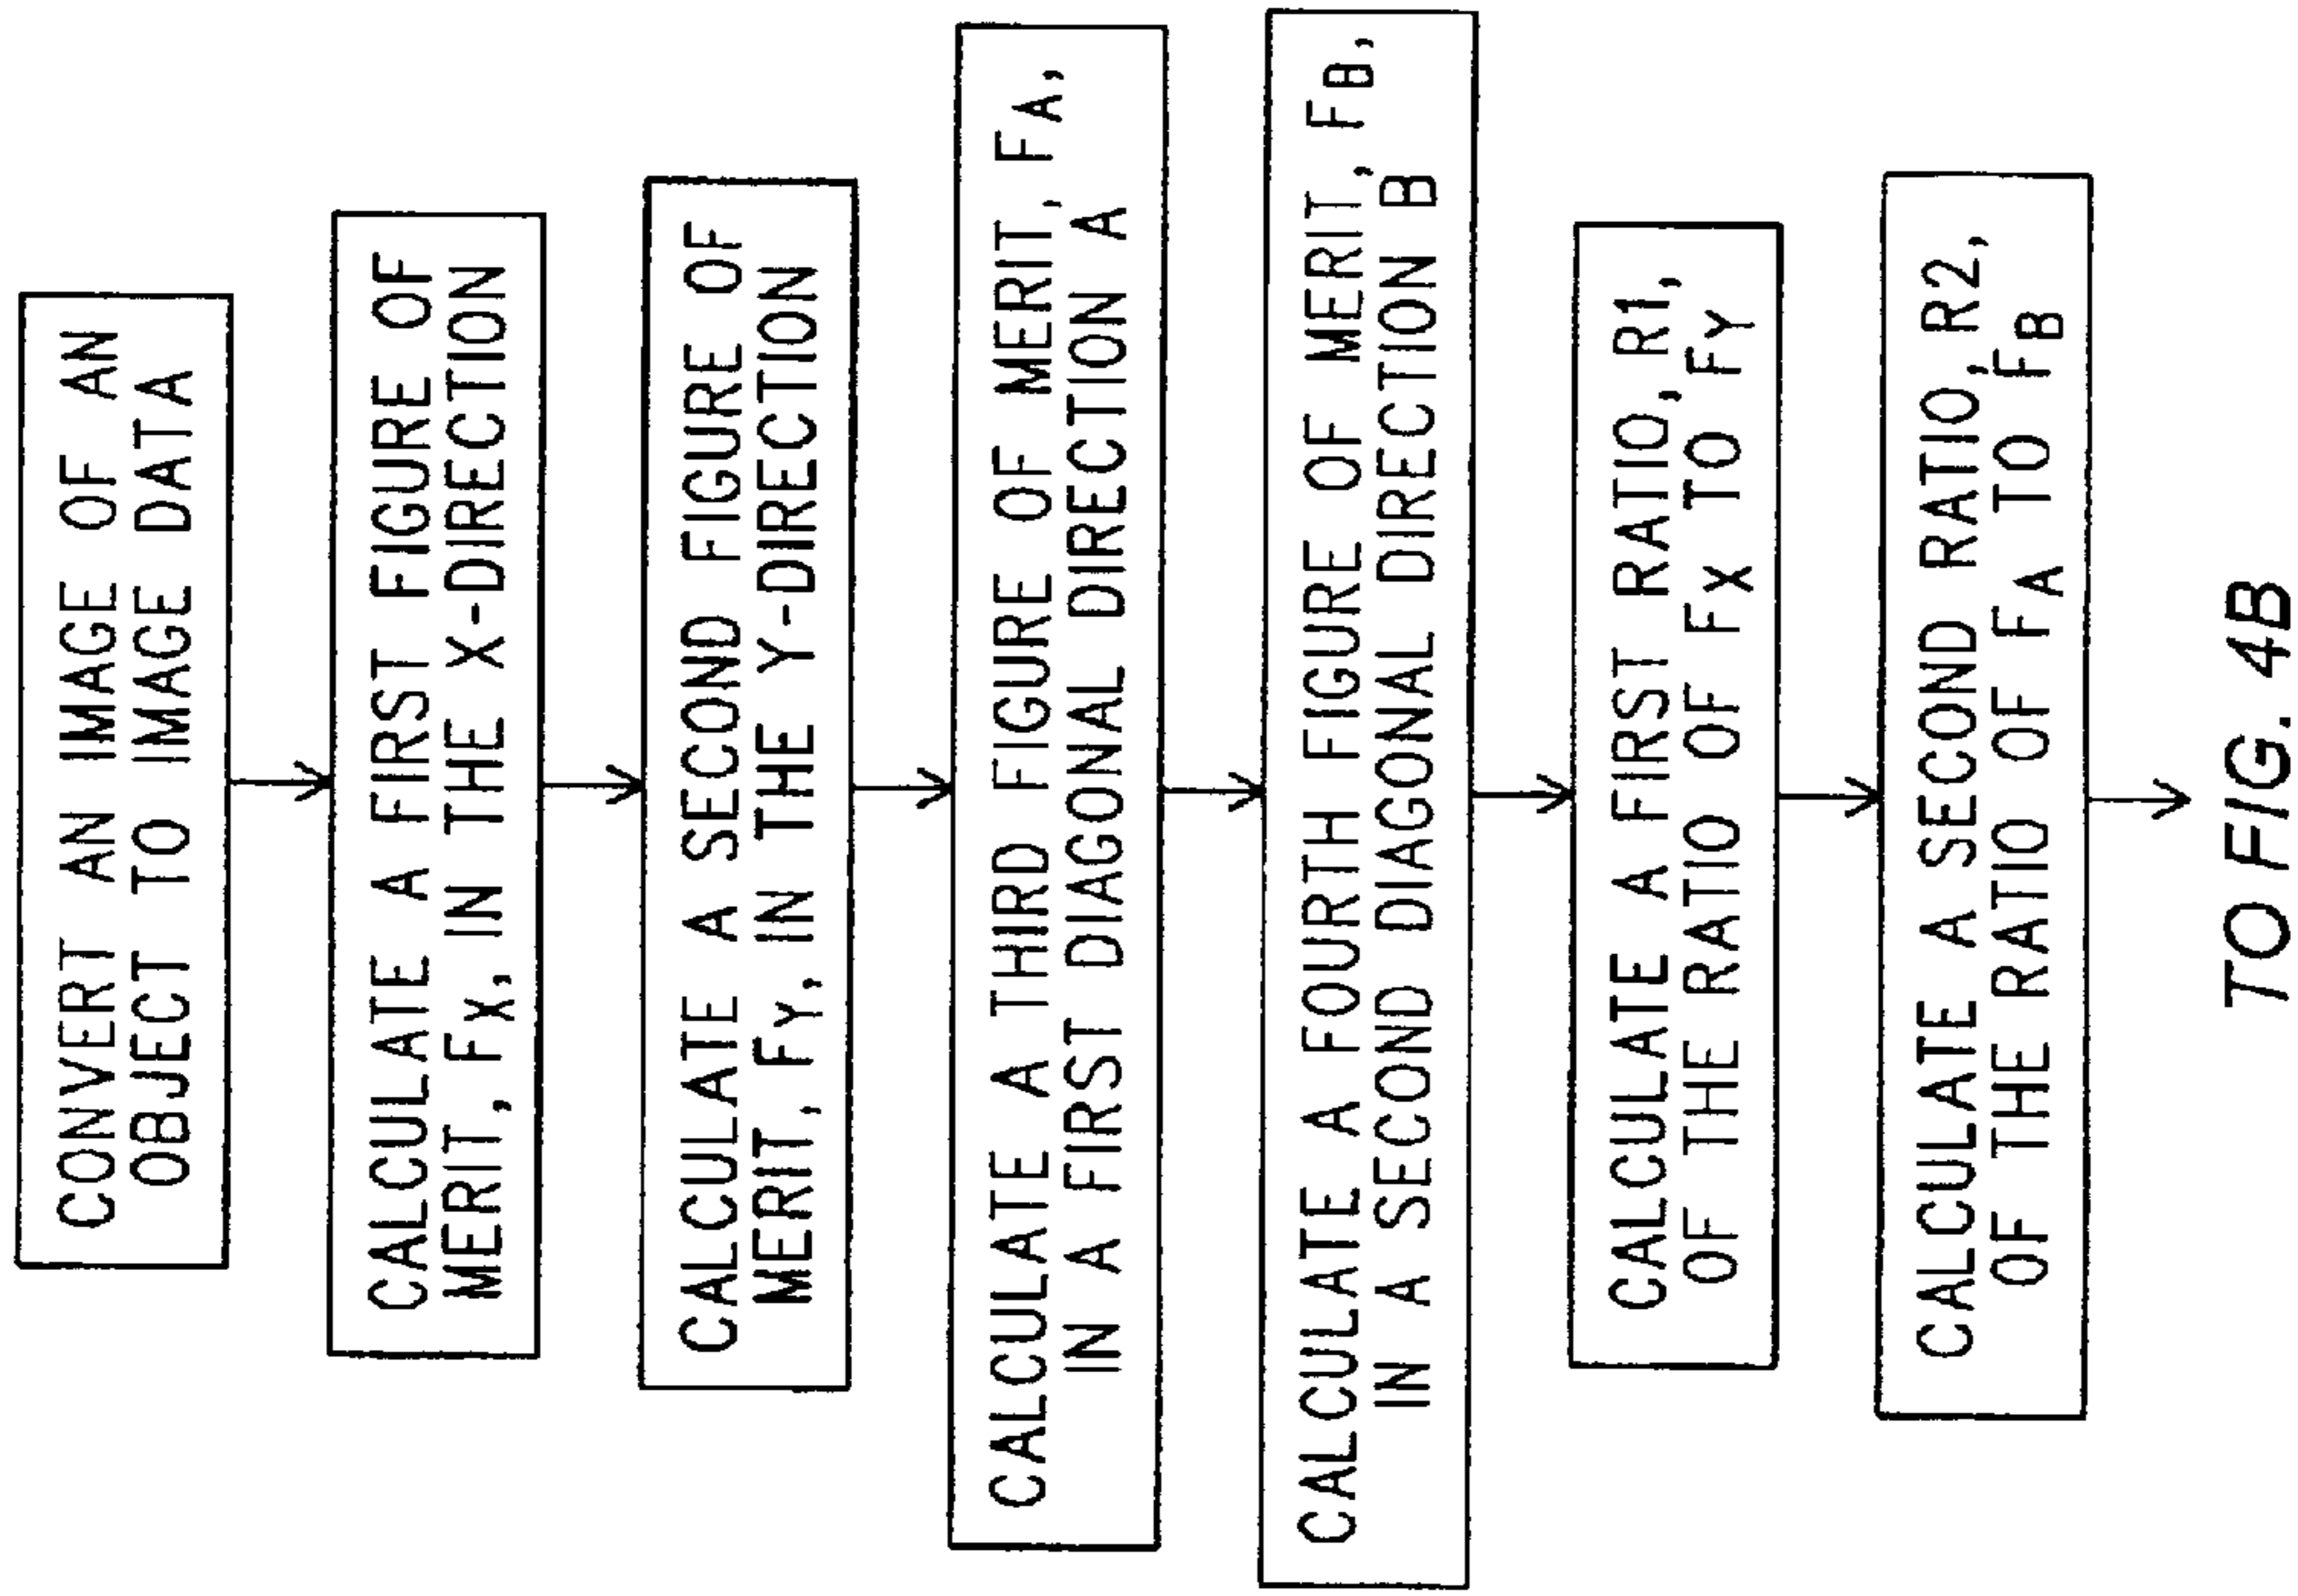 CONVERT AN IMAGE OF AN
OBJECT TO IMAGE DATA
CALCULATE A FIRST FIGURE OF
MERIT, FX, IN THE X-DIRECTION
CALCULATE A SECOND FIGURE OF
MERIT, FY, IN THE Y-DIRECTION
CALCULATE A THIRD FIGURE OF MERIT, FA,
IN A FIRST DIAGONAL DIRECTION A
CALCULATE A FOURTH FIGURE OF MERIT, FB,
IN A SECOND DIAGONAL DIRECTION B
CALCULATE A FIRST RATIO, R1,
OF THE RATIO OF FX TO FY
CALCULATE A SECOND RATIO, R2,
OF THE RATIO OF FA TO FB
TO FIG. 4B